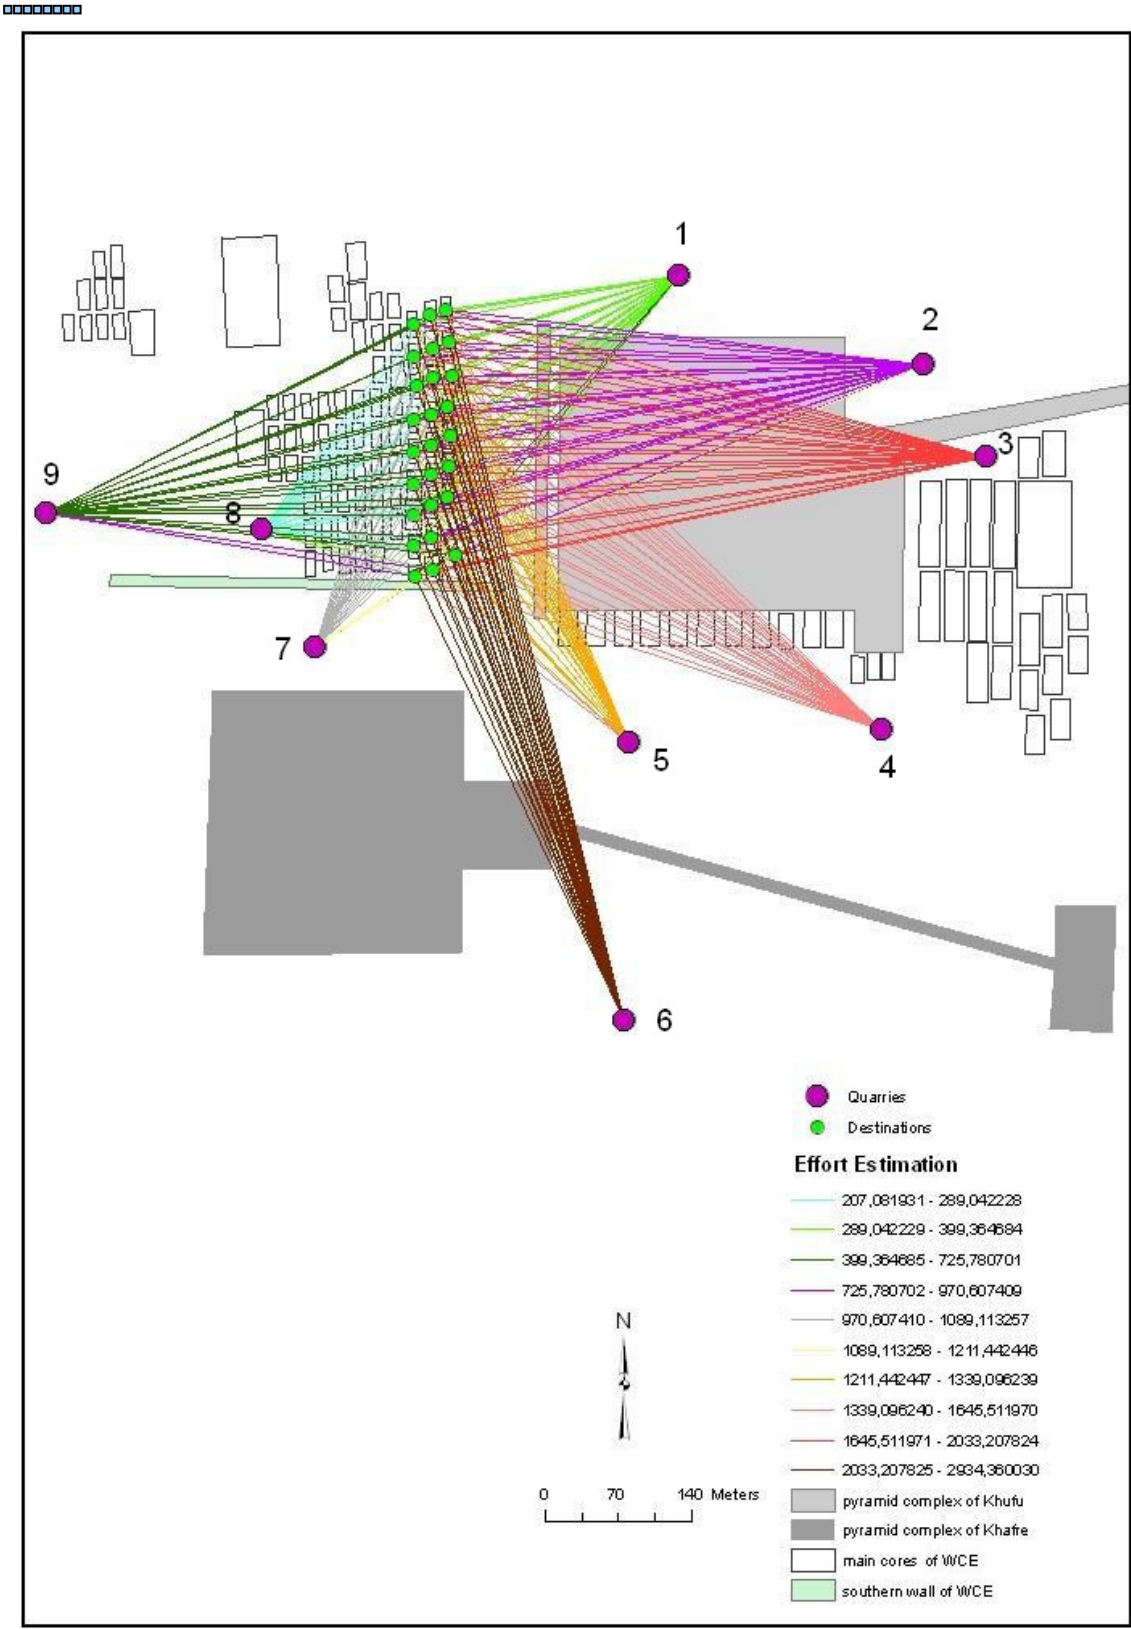 1
2
3
9
8
7
5
4
6
Quarries
Destinations
Effort Estimation
207,081931 - 289,042228
289,042229 - 399,364684
399,364685 - 725,780701
725,780702 - 970,607409
970,607410 - 1089,113257
1089,113258 - 1211,442446
1211,442447 - 1339,096239
1339,096240 - 1645,511970
1645,511971 - 2033,207824
2033,207825 - 2934,360030
N
0 70 140 Meters
pyramid complex of Khufu
pyramid complex of Khafre
main cores of WCE
southern wall of WCE